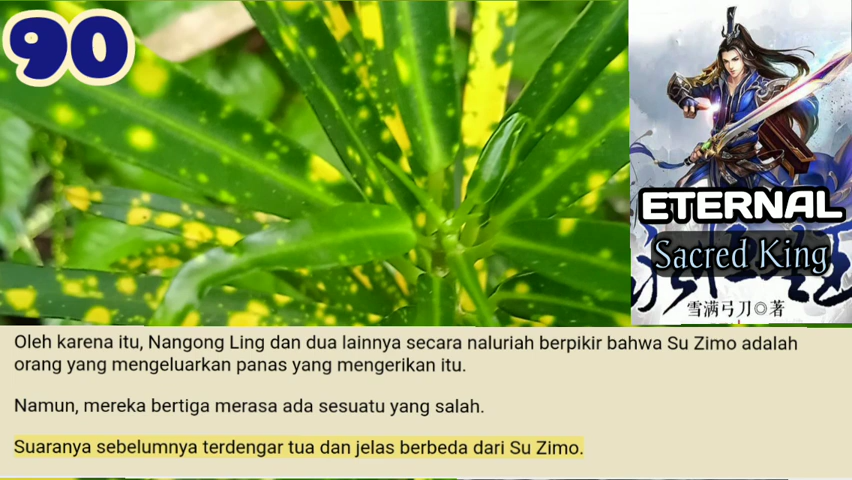 90
ETERNAL
Sacred King
雪满弓刀◎著
Oleh karena itu, Nangong Ling dan dua lainnya secara naluriah berpikir bahwa Su Zimo adalah
orang yang mengeluarkan panas yang mengerikan itu.
Namun, mereka bertiga merasa ada sesuatu yang salah.
Suaranya sebelumnya terdengar tua dan jelas berbeda dari Su Zimo.